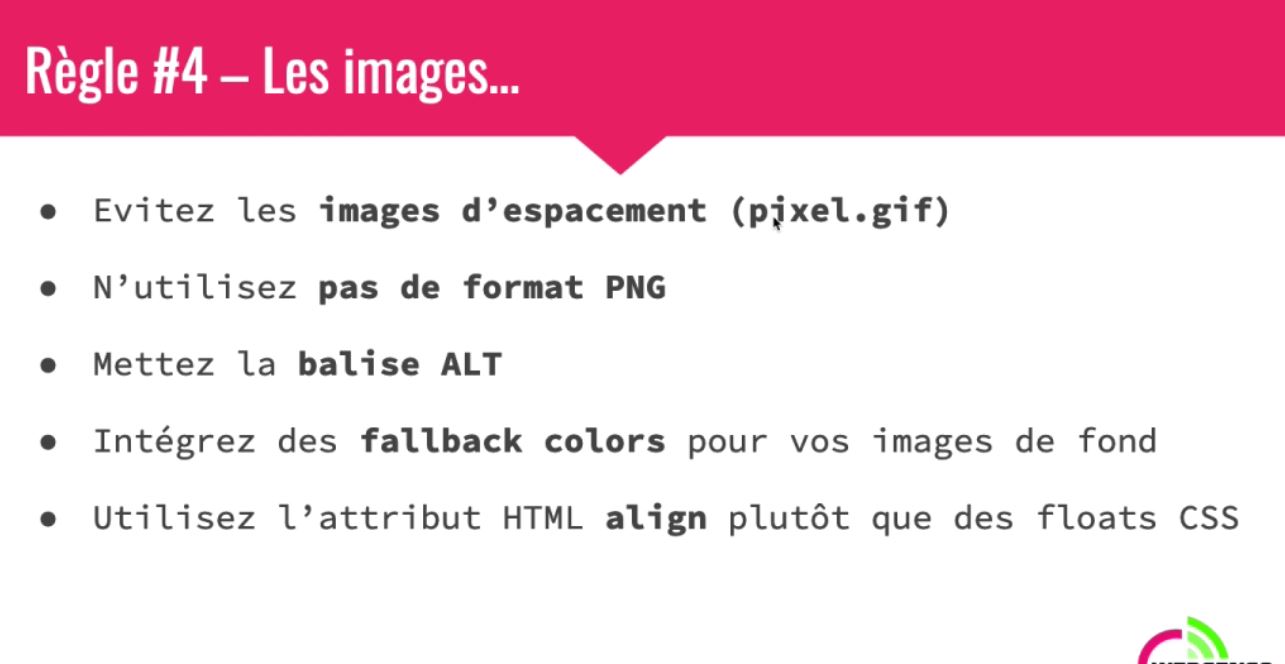 Règle #4 – Les images...
● Evitez les images d’espacement (pixel.gif)
● N’utilisez pas de format PNG
● Mettez la balise ALT
● Intégrez des fallback colors pour vos images de fond
● Utilisez l’attribut HTML align plutôt que des floats CSS